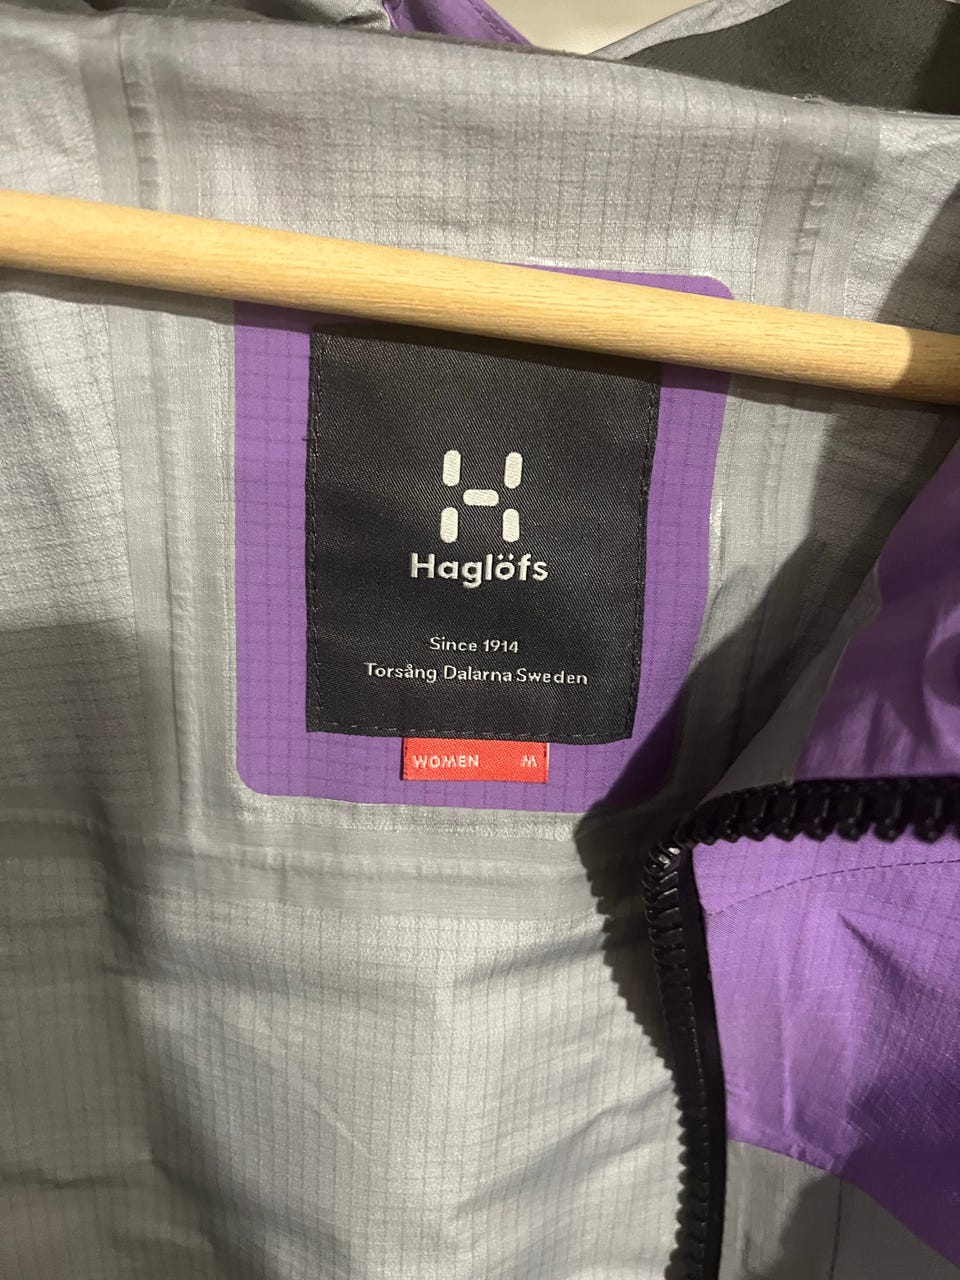 Haglöfs
Since 1914
Torsång Dalarna Sweden
WOMEN M